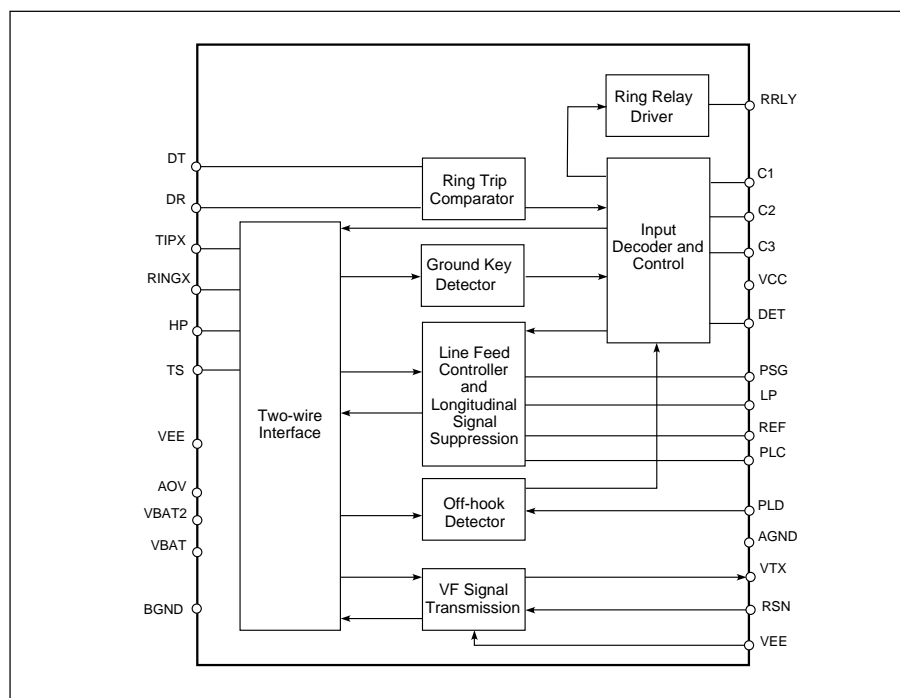 Ring Relay
Driver
RRLY
DT
Ring Trip
Comparator
C1
DR
C2
TIPX
Input
Decoder and
Control
C3
RINGX
Ground Key
Detector
VCC
HP
DET
TS
Two-wire
Interface
Line Feed
Controller
and
Longitudinal
Signal
Suppression
PSG
LP
REF
PLC
VEE
AOV
VBAT2
VBAT
Off-hook
Detector
PLD
AGND
VF Signal
Transmission
VTX
BGND
RSN
VEE